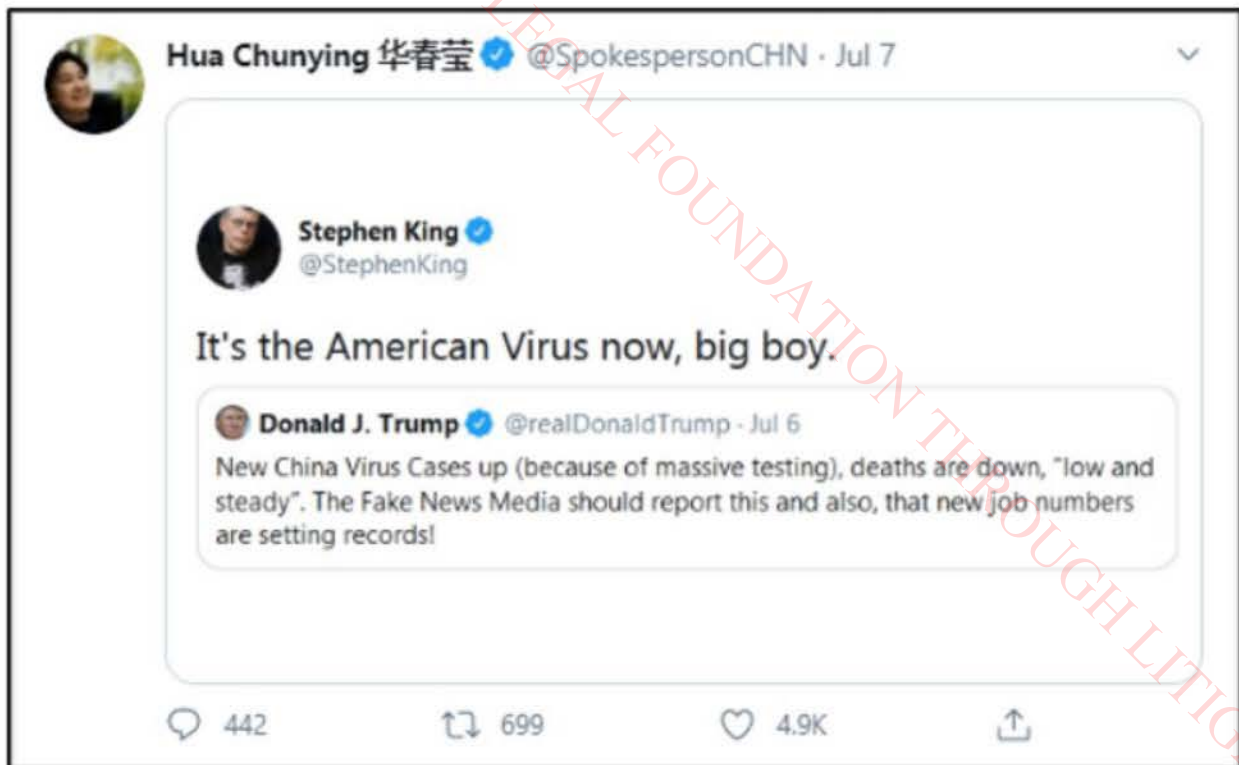 Hua Chunying 华春莹 @SpokespersonCHN · Jul 7
Stephen King
@StephenKing
It's the American Virus now, big boy.
Donald J. Trump @realDonaldTrump · Jul 6
New China Virus Cases up (because of massive testing), deaths are down, "low and
steady". The Fake News Media should report this and also, that new job numbers
are setting records!
442 699 4.9K
LEGAL FOUNDATION THROUGH LITIG